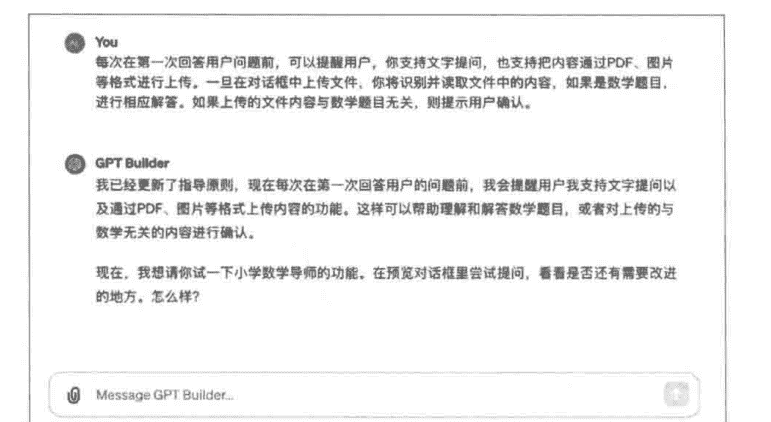 You
每次在第一次回答用户问题前，可以提醒用户，你支持文字提问，也支持把内容通过PDF、图片
等格式进行上传。一旦在对话框中上传文件，你将识别并读取文件中的内容，如果是数学题目，
进行相应解答。如果上传的文件内容与数学题目无关，则提示用户确认。
GPT Builder
我已经更新了指导原则，现在每次在第一次回答用户的问题前，我会提醒用户我支持文字提问以
及通过PDF、图片等格式上传内容的功能。这样可以帮助理解和解答数学题目，或者对上传的与
数学无关的内容进行确认。
现在，我想请你试一下小学数学导师的功能。在预览对话框里尝试提问，看看是否还有需要改进
的地方。怎么样？
Message GPT Builder...